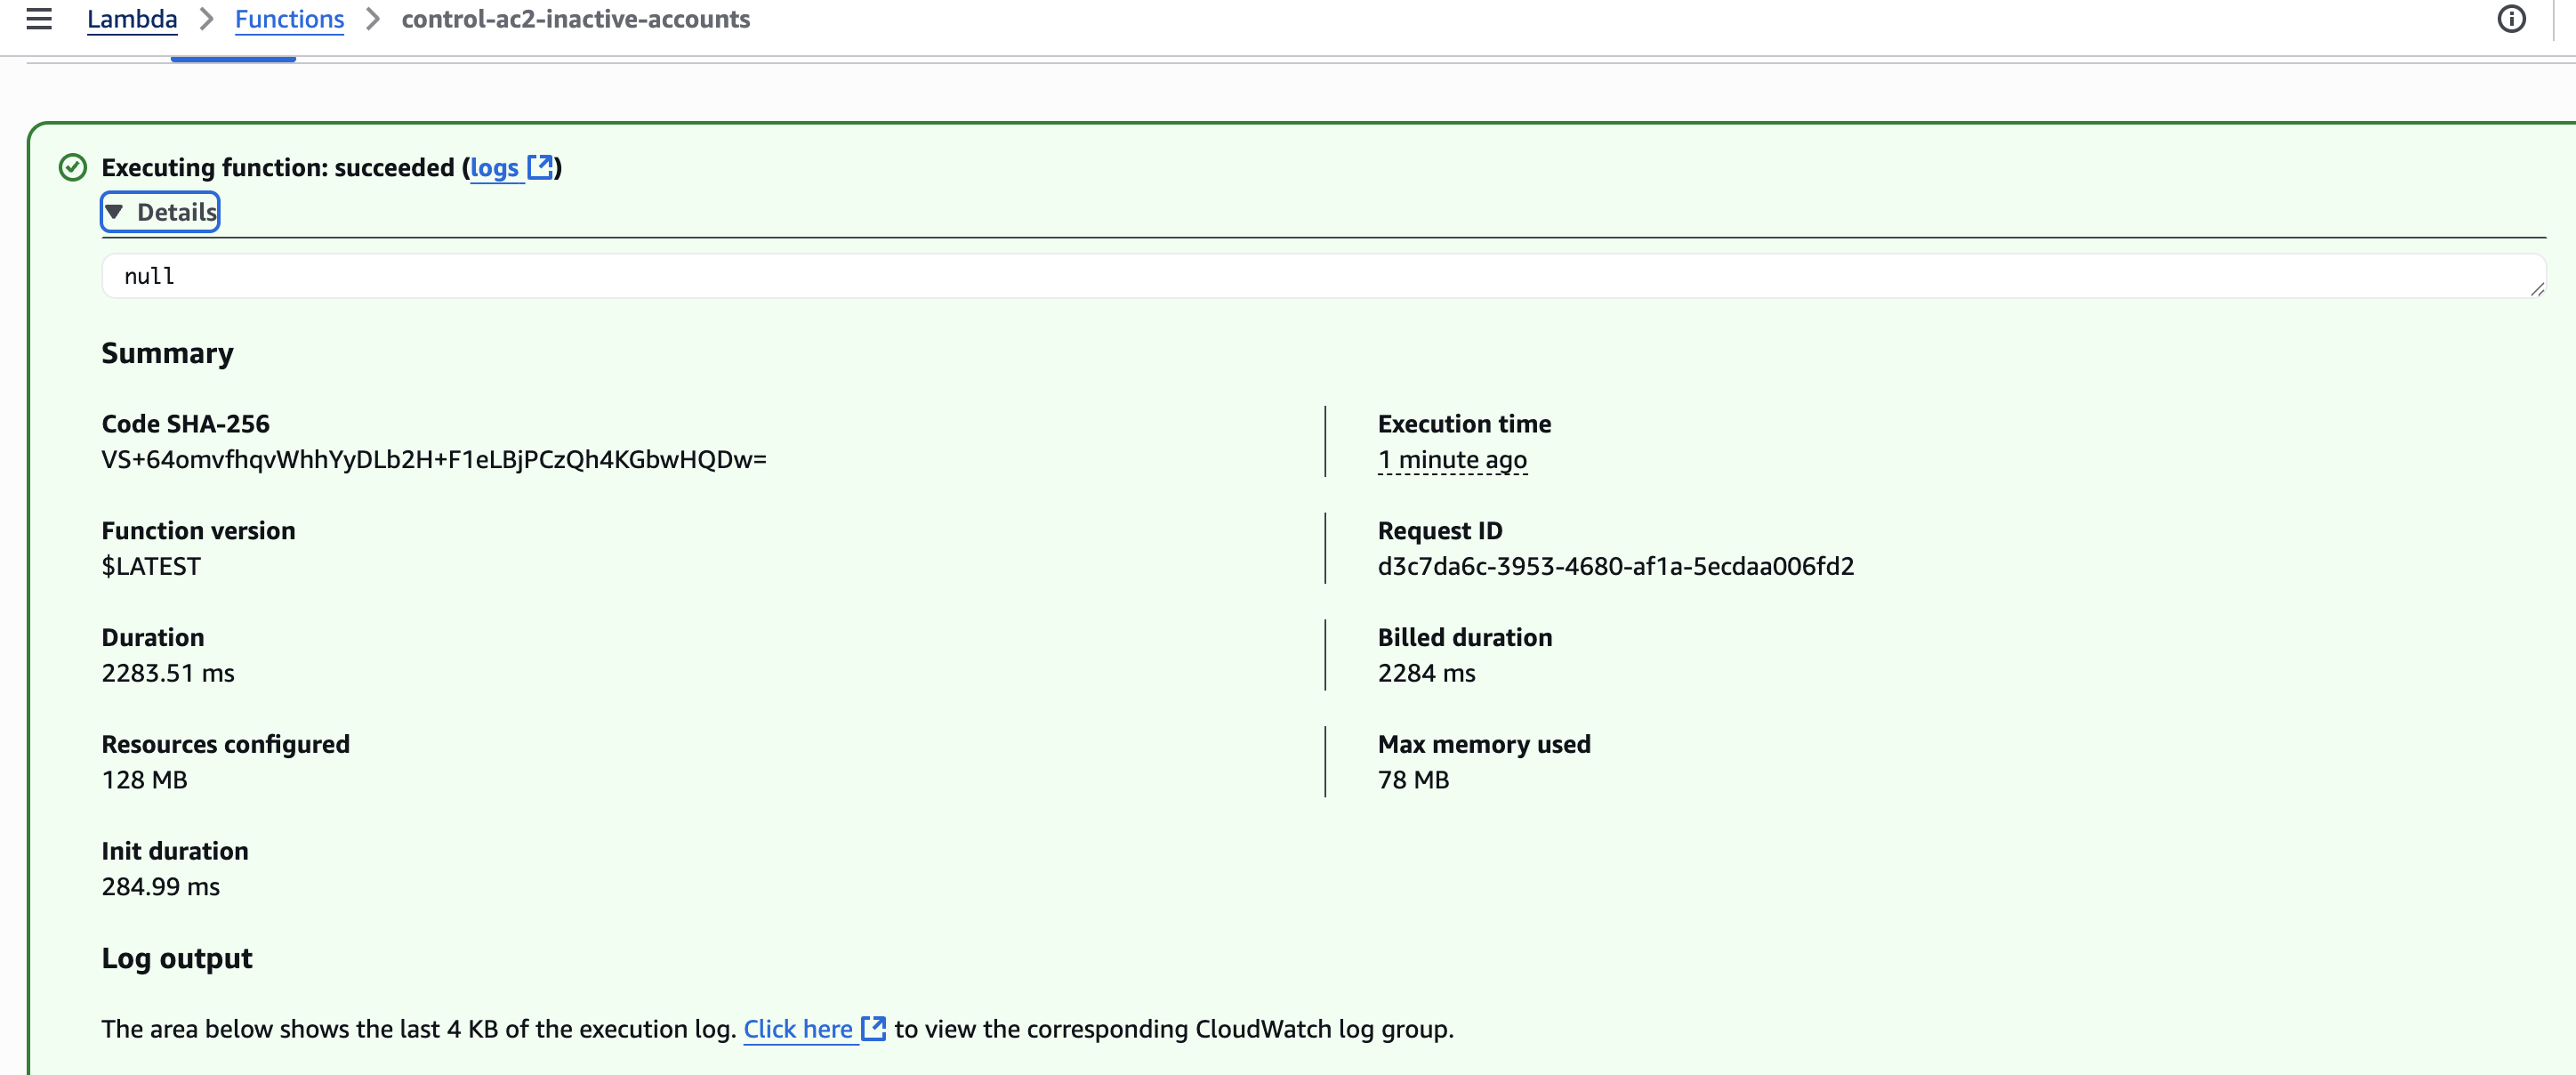 Lambda > Functions > control-ac2-inactive-accounts
Executing function: succeeded (logs)
Details
null
Summary
Code SHA-256
VS+64omvfhqvWhhYyDLb2H+F1eLBjPCzQh4KGbwHQDw=
Execution time
1 minute ago
Function version
$LATEST
Request ID
d3c7da6c-3953-4680-af1a-5ecdaa006fd2
Duration
2283.51 ms
Billed duration
2284 ms
Resources configured
128 MB
Max memory used
78 MB
Init duration
284.99 ms
Log output
The area below shows the last 4 KB of the execution log. Click here to view the corresponding CloudWatch log group.